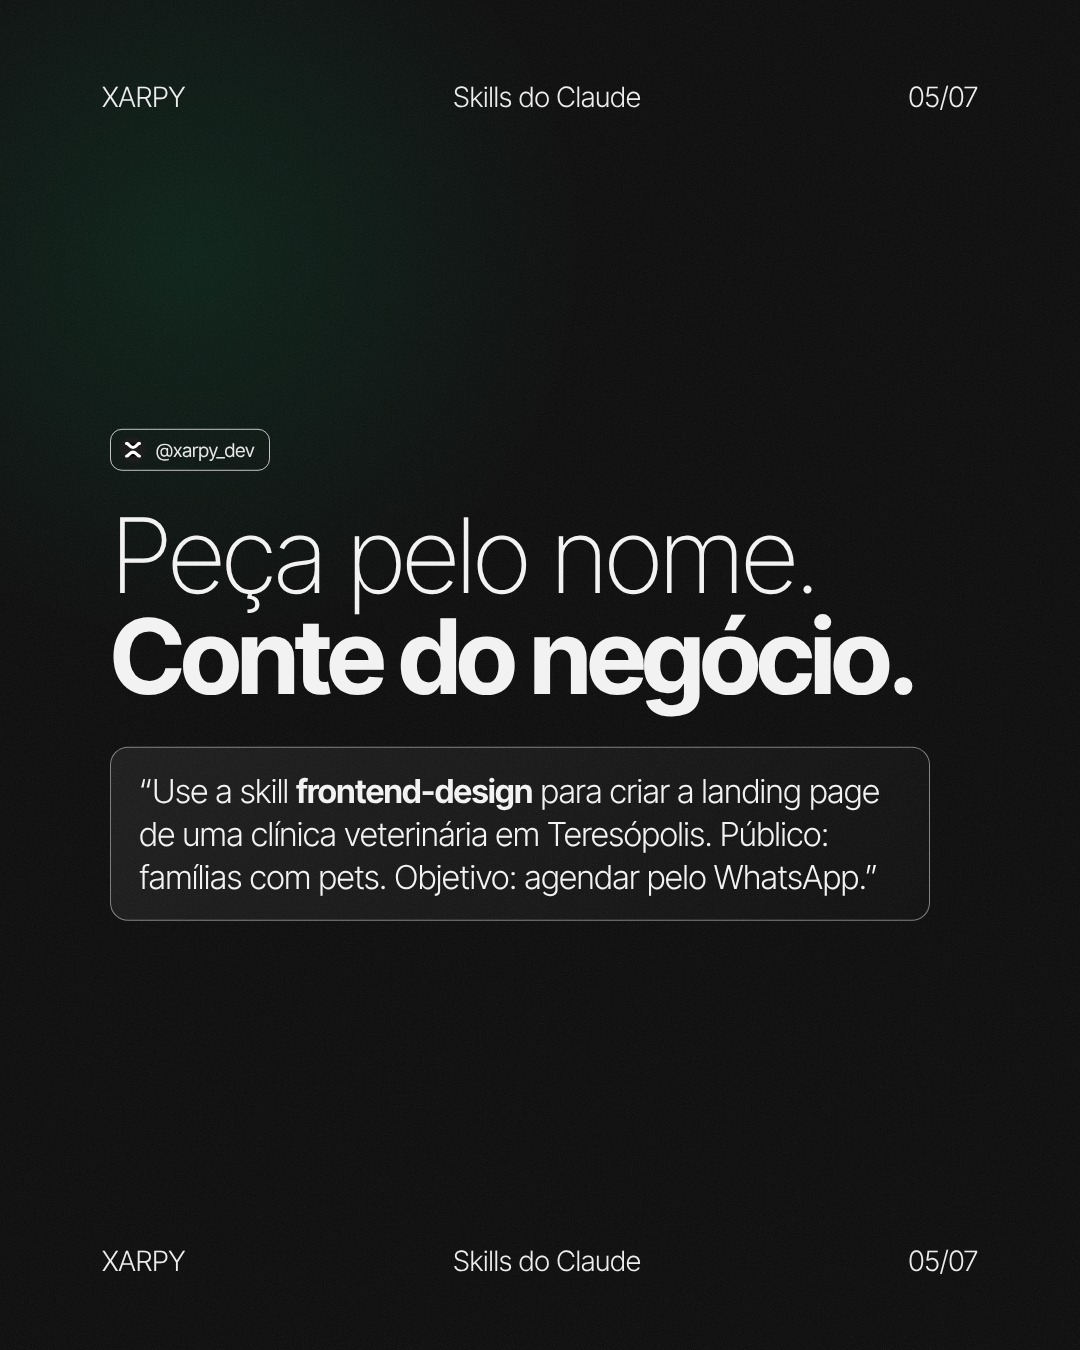 XARPY Skills do Claude 05/07
@xarpy_dev
Peça pelo nome.
Conte do negócio.
“Use a skill frontend-design para criar a landing page
de uma clínica veterinária em Teresópolis. Público:
famílias com pets. Objetivo: agendar pelo WhatsApp.”
XARPY Skills do Claude 05/07